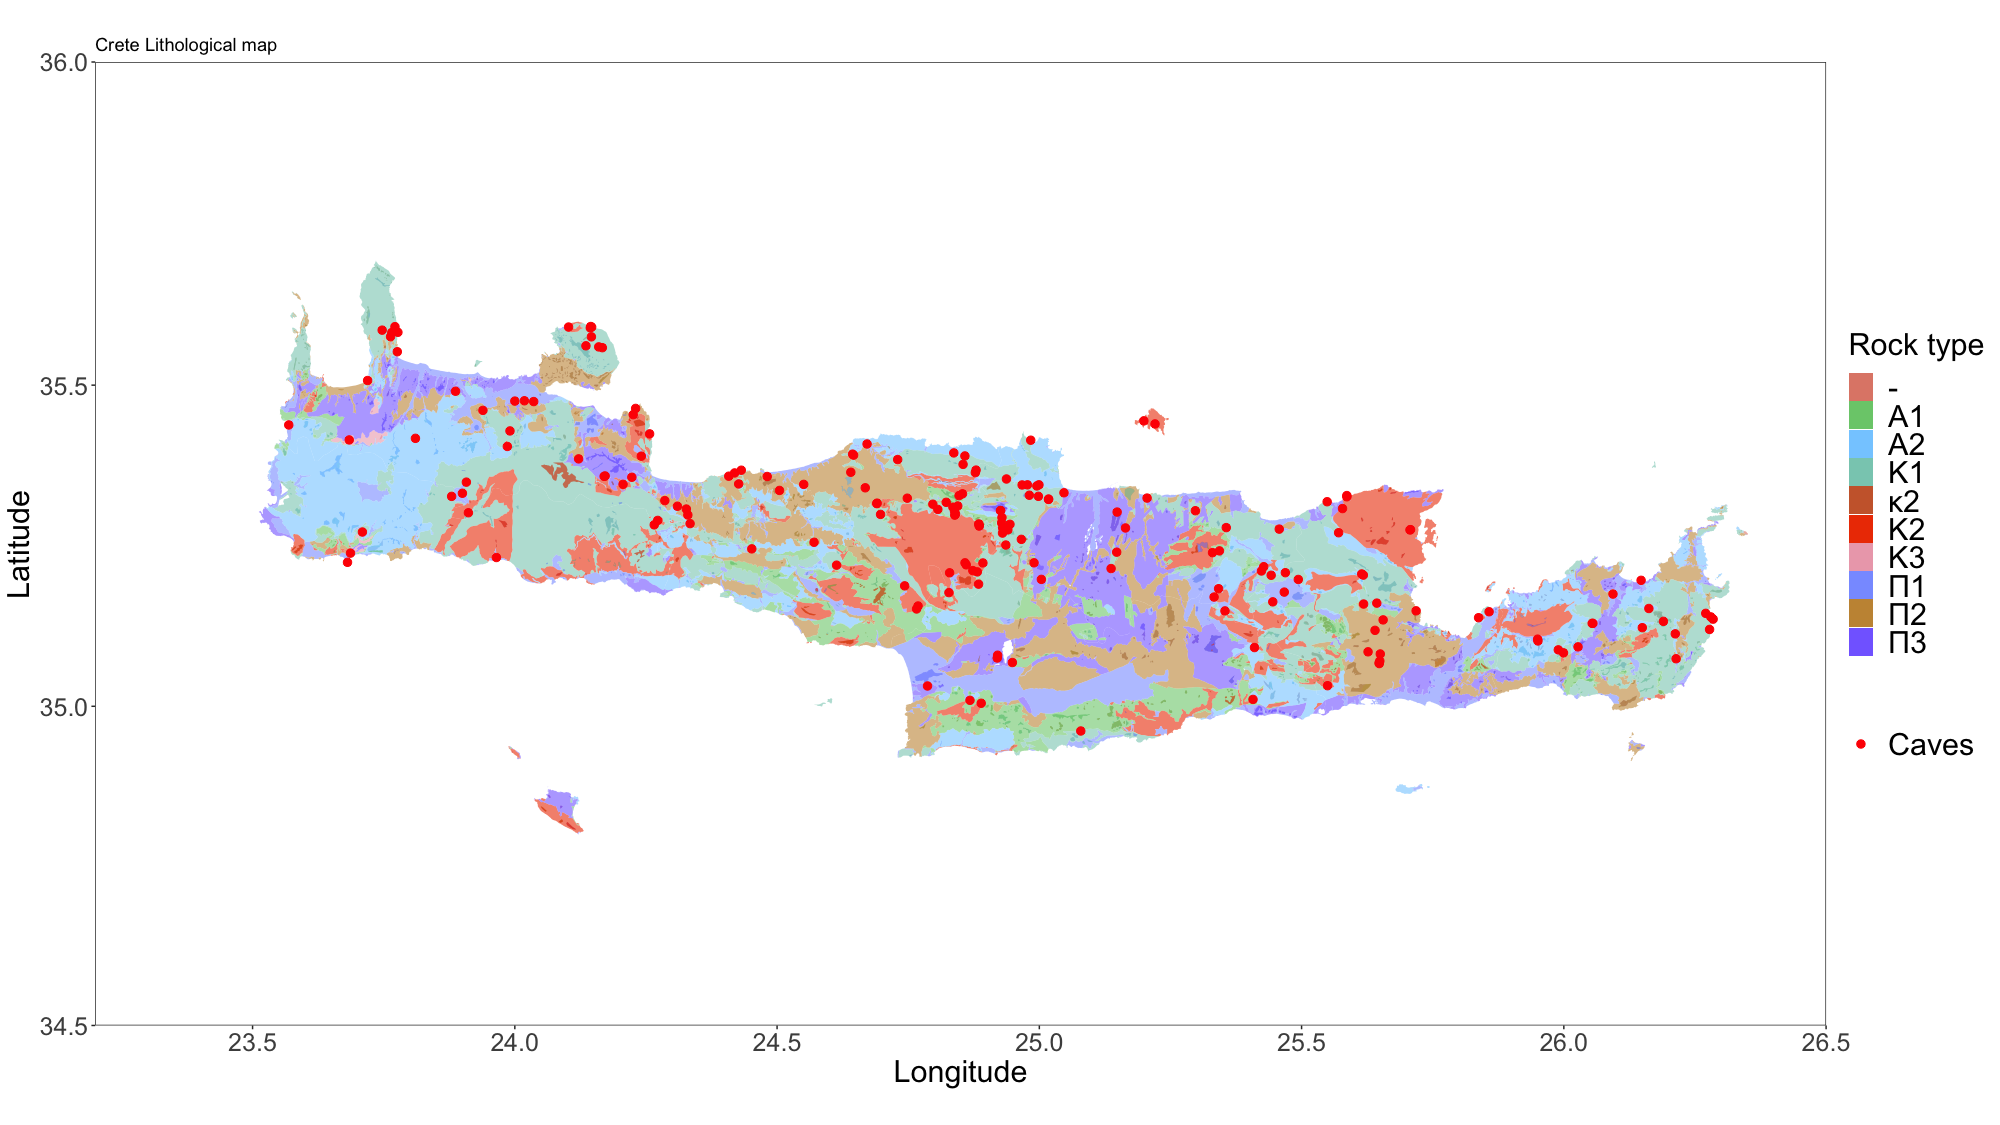 Crete Lithological map
36.0
35.5
35.0
34.5
Latitude
23.5 24.0 24.5 25.0 25.5 26.0 26.5
Longitude
Rock type
-
A1
A2
K1
κ2
K2
K3
Π1
Π2
Π3
Caves